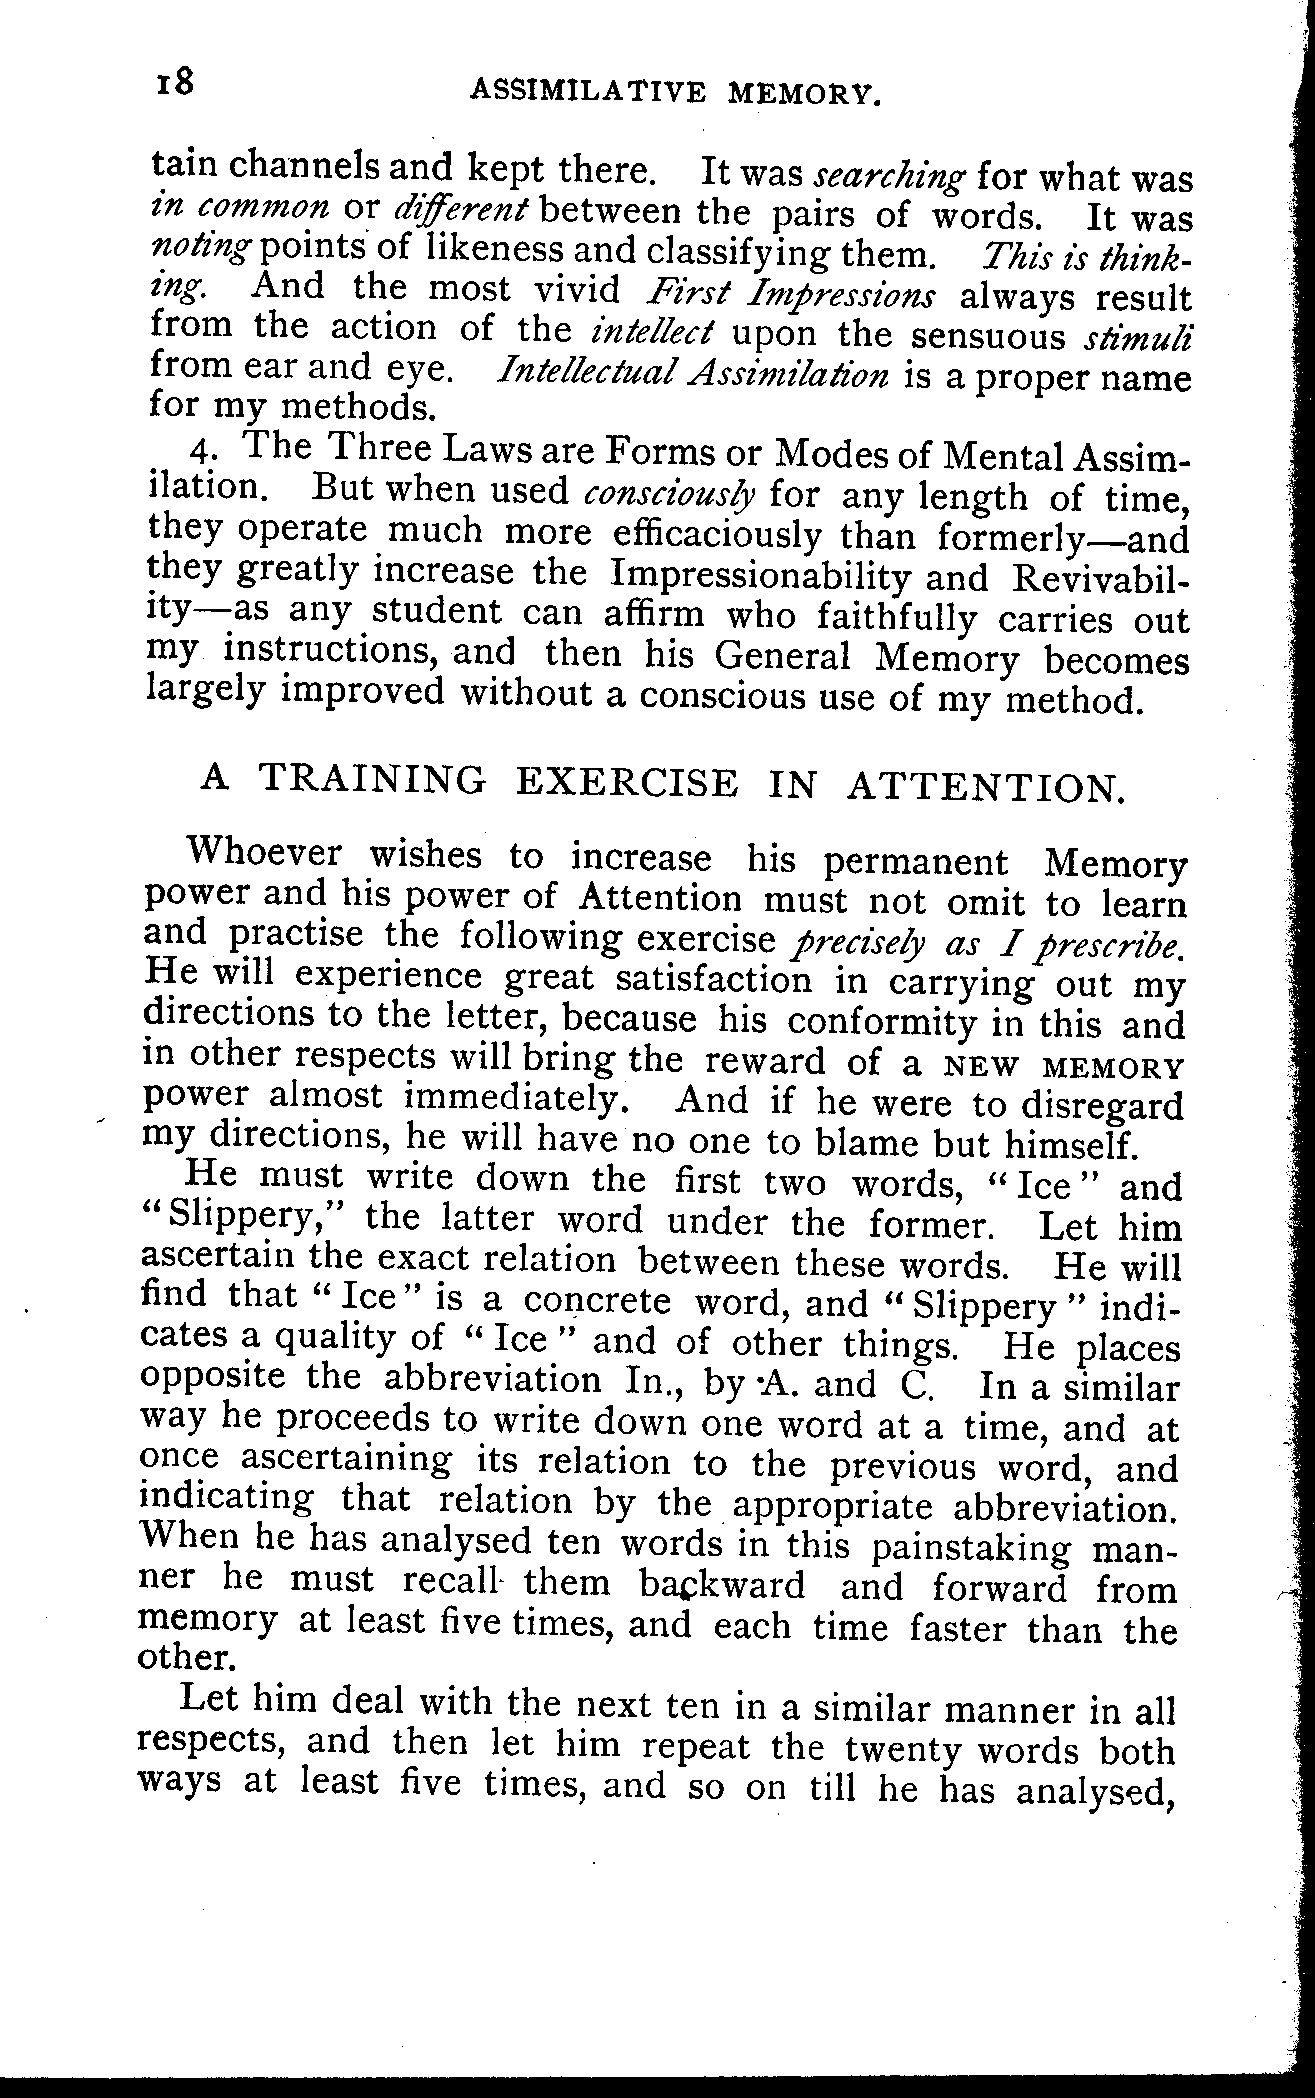 18 ASSIMILATIVE MEMORY.
tain channels and kept there. It was searching for what was
in common or different between the pairs of words. It was
noting points of likeness and classifying them. This is think-
ing. And the most vivid First Impressions always result
from the action of the intellect upon the sensuous stimuli
from ear and eye. Intellectual Assimilation is a proper name
for my methods.
4. The Three Laws are Forms or Modes of Mental Assim-
ilation. But when used consciously for any length of time,
they operate much more efficaciously than formerly—and
they greatly increase the Impressionability and Revivabil-
ity—as any student can affirm who faithfully carries out
my instructions, and then his General Memory becomes
largely improved without a conscious use of my method.
A TRAINING EXERCISE IN ATTENTION.
Whoever wishes to increase his permanent Memory
power and his power of Attention must not omit to learn
and practise the following exercise precisely as I prescribe.
He will experience great satisfaction in carrying out my
directions to the letter, because his conformity in this and
in other respects will bring the reward of a NEW MEMORY
power almost immediately. And if he were to disregard
my directions, he will have no one to blame but himself.
He must write down the first two words, "Ice" and
"Slippery," the latter word under the former. Let him
ascertain the exact relation between these words. He will
find that "Ice" is a concrete word, and "Slippery" indi-
cates a quality of "Ice" and of other things. He places
opposite the abbreviation In., by A. and C. In a similar
way he proceeds to write down one word at a time, and at
once ascertaining its relation to the previous word, and
indicating that relation by the appropriate abbreviation.
When he has analysed ten words in this painstaking man-
ner he must recall them backward and forward from
memory at least five times, and each time faster than the
other.
Let him deal with the next ten in a similar manner in all
respects, and then let him repeat the twenty words both
ways at least five times, and so on till he has analysed,